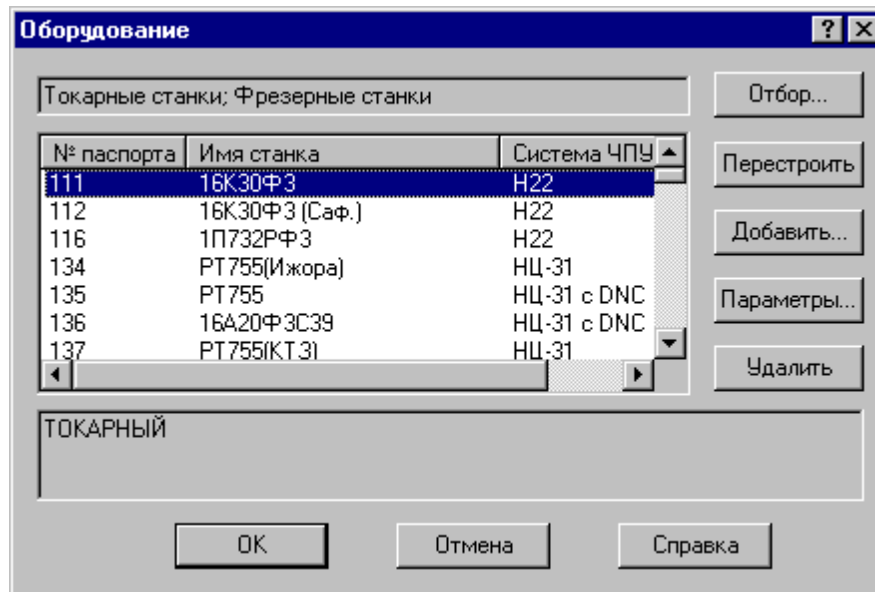 Оборудование
Токарные станки; Фрезерные станки
Отбор...
№ паспорта Имя станка Система ЧПУ
Перестроить
111 16К30Ф3 Н22
112 16К30Ф3 (Саф.) Н22
116 1П732РФ3 Н22
Добавить...
134 РТ755(Ижора) НЦ-31
135 РТ755 НЦ-31 с DNC
136 16А20Ф3С39 НЦ-31 с DNC
Параметры...
137 РТ755(КТЗ) НЦ-31
Удалить
ТОКАРНЫЙ
ОК Отмена Справка